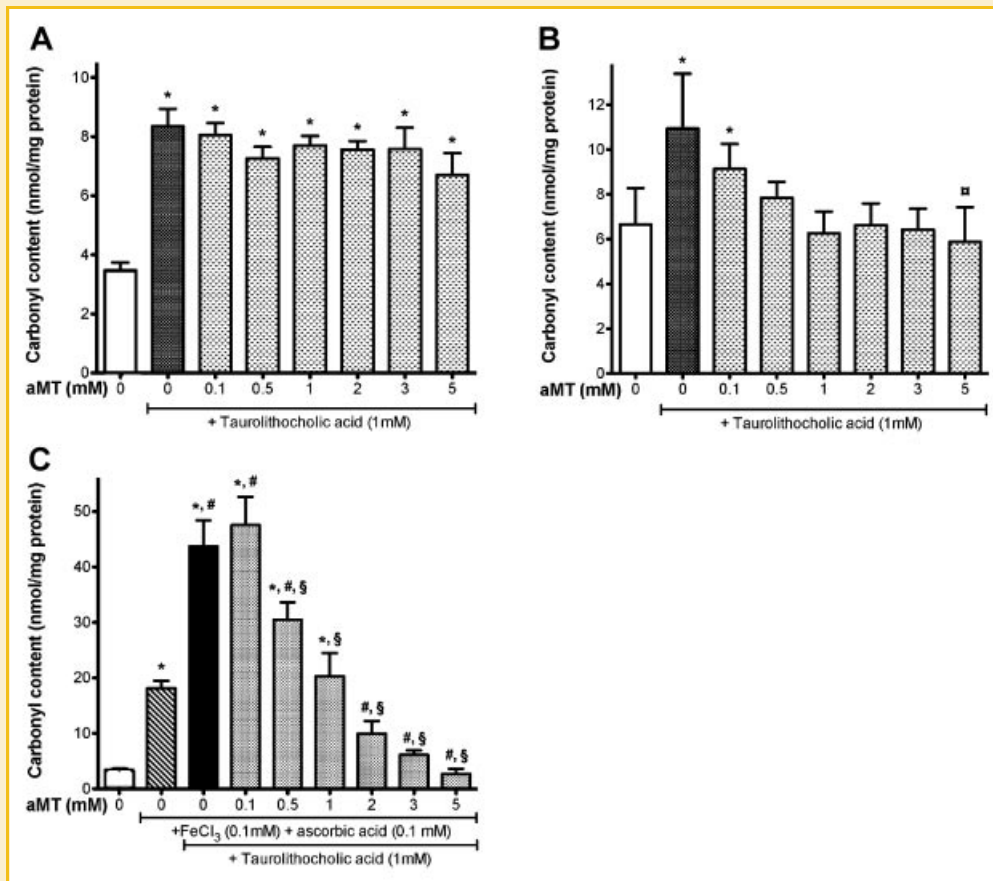 A
Carbonyl content (nmol/mg protein)
10
8
6
4
2
0
* * * * * * *
aMT (mM) 0 0 0.1 0.5 1 2 3 5
+ Taurolithocholic acid (1mM)
B
Carbonyl content (nmol/mg protein)
12
10
8
6
4
2
0
* * ¤
aMT (mM) 0 0 0.1 0.5 1 2 3 5
+ Taurolithocholic acid (1mM)
C
Carbonyl content (nmol/mg protein)
50
40
30
20
10
0
* *, # *, # *, #, § *, § #, § #, § #, §
aMT (mM) 0 0 0 0.1 0.5 1 2 3 5
+FeCl₃ (0.1mM) + ascorbic acid (0.1 mM)
+ Taurolithocholic acid (1mM)